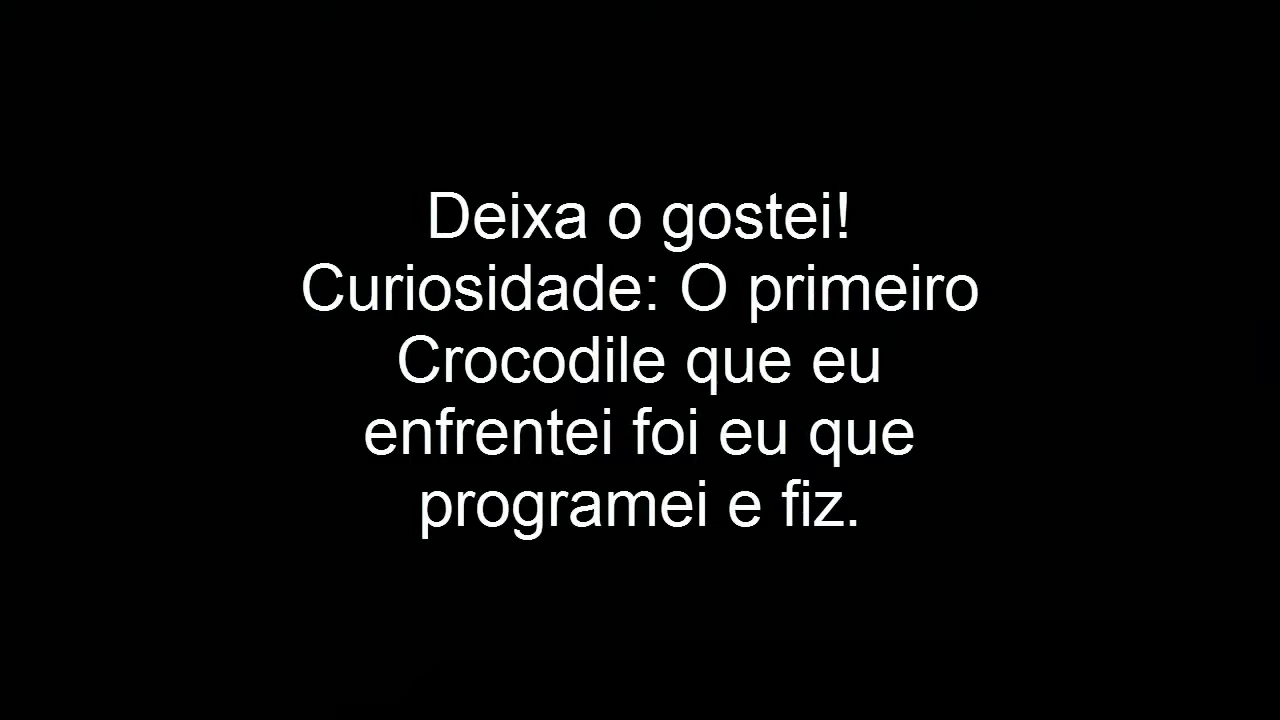 Deixa o gostei!
Curiosidade: O primeiro
Crocodile que eu
enfrentei foi eu que
programei e fiz.